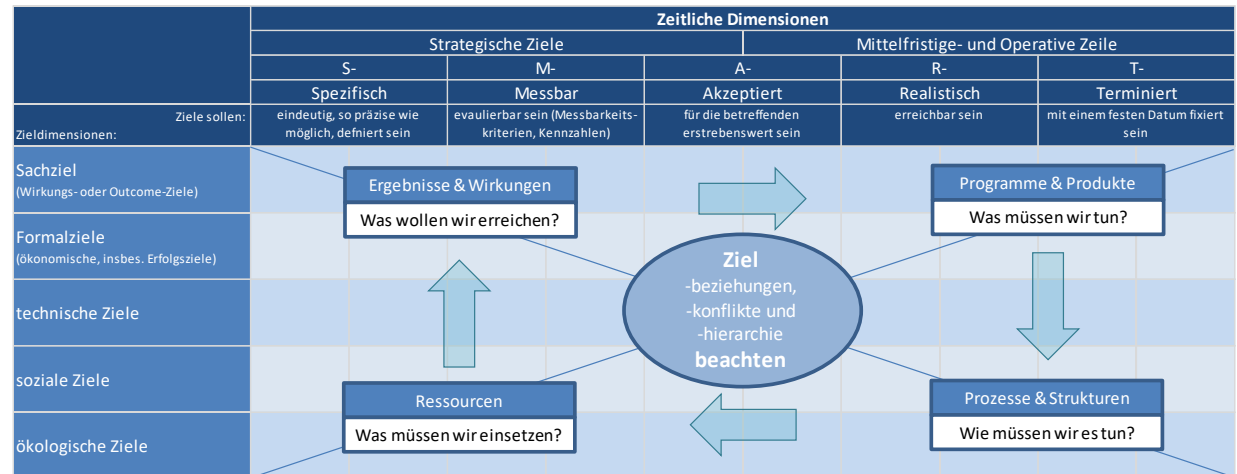 Zeitliche Dimensionen
Strategische Ziele
Mittelfristige- und Operative Zeile
S-
M-
A-
R-
T-
Spezifisch
Messbar
Akzeptiert
Realistisch
Terminiert
Ziele sollen:
Zieldimensionen:
eindeutig, so präzise wie
möglich, defniert sein
evaulierbar sein (Messbarkeits-
kriterien, Kennzahlen)
für die betreffenden
erstrebenswert sein
erreichbar sein
mit einem festen Datum fixiert
sein
Sachziel
(Wirkungs- oder Outcome-Ziele)
Formalziele
(ökonomische, insbes. Erfolgsziele)
technische Ziele
soziale Ziele
ökologische Ziele
Ergebnisse & Wirkungen
Was wollen wir erreichen?
Programme & Produkte
Was müssen wir tun?
Ziel
-beziehungen,
-konflikte und
-hierarchie
beachten
Ressourcen
Was müssen wir einsetzen?
Prozesse & Strukturen
Wie müssen wir es tun?